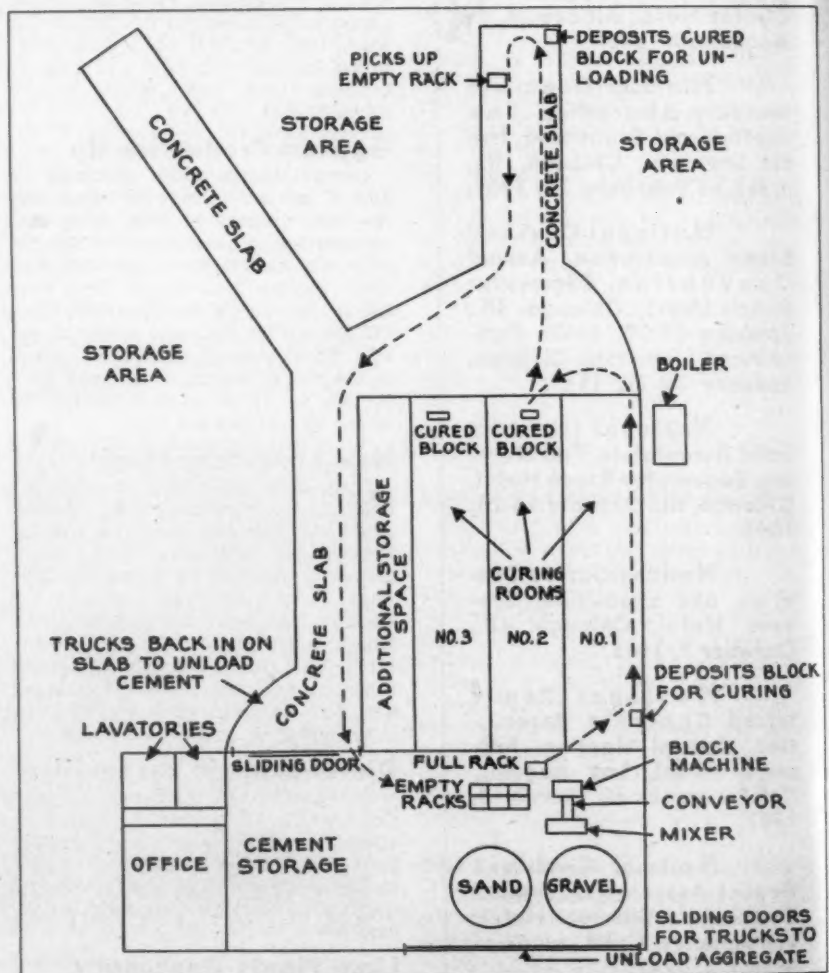 DEPOSITS CURED
BLOCK FOR UN-
LOADING
PICKS UP
EMPTY RACK
STORAGE
AREA
CONCRETE SLAB
CONCRETE SLAB
STORAGE
AREA
STORAGE
AREA
BOILER
CURED
BLOCK
CURED
BLOCK
CURING
ROOMS
NO.3
NO.2
NO.1
ADDITIONAL STORAGE
SPACE
CONCRETE SLAB
TRUCKS BACK IN ON
SLAB TO UNLOAD
CEMENT
LAVATORIES
DEPOSITS BLOCK
FOR CURING
SLIDING DOOR
FULL RACK
BLOCK
MACHINE
EMPTY
RACKS
CONVEYOR
MIXER
OFFICE
CEMENT
STORAGE
SAND
GRAVEL
SLIDING DOORS
FOR TRUCKS TO
UNLOAD AGGREGATE